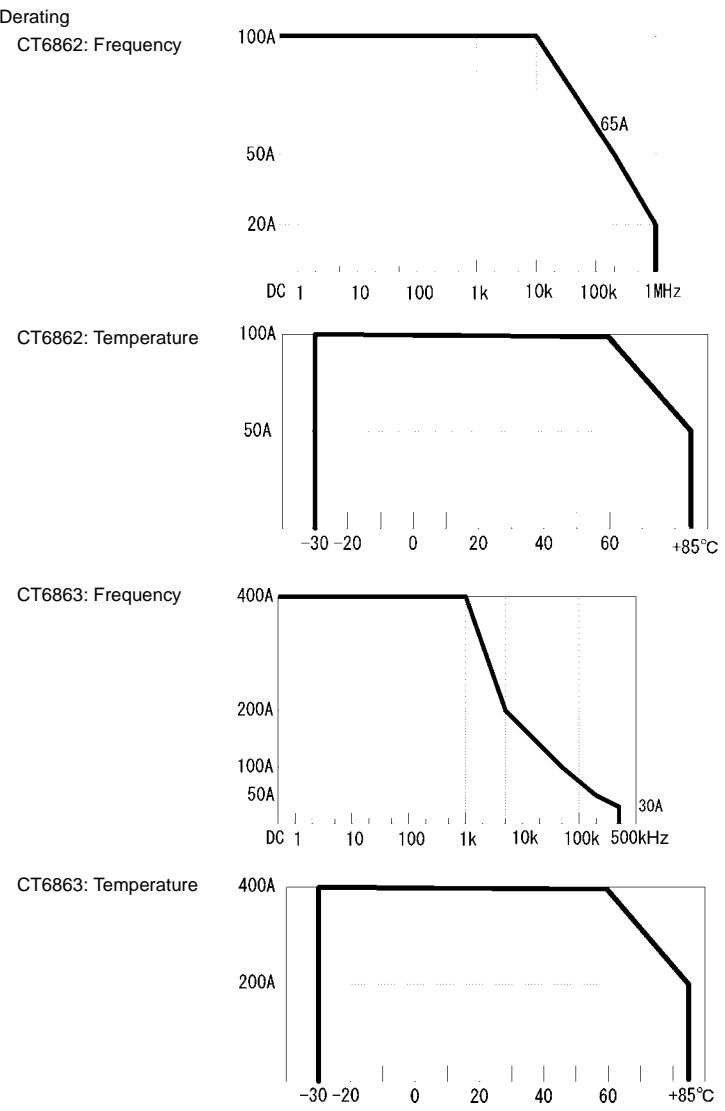 Derating
CT6862: Frequency
100A
65A
50A
20A
DC 1 10 100 1k 10k 100k 1MHz
CT6862: Temperature
100A
50A
-30 -20 0 20 40 60 +85°C
CT6863: Frequency
400A
200A
100A
50A
30A
DC 1 10 100 1k 10k 100k 500kHz
CT6863: Temperature
400A
200A
-30 -20 0 20 40 60 +85°C